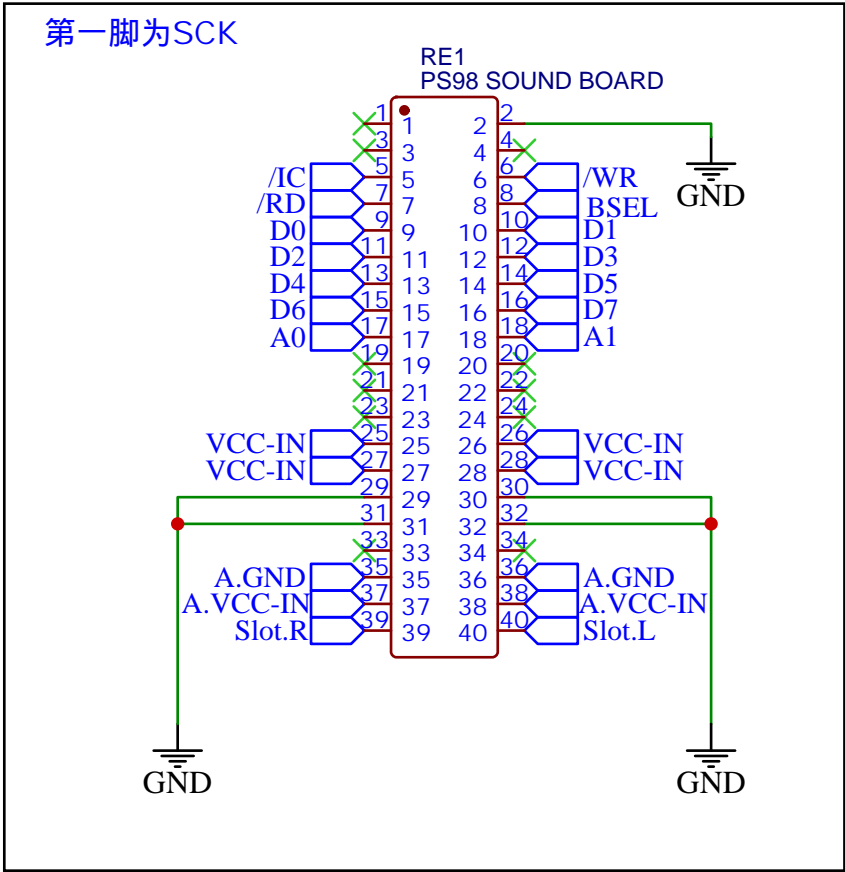 第一脚为SCK
RE1
PS98 SOUND BOARD
1 1 2 2
3 3 4 4
/IC 5 5 6 6 /WR
/RD 7 7 8 8 BSEL
D0 9 9 10 10 D1
D2 11 11 12 12 D3
D4 13 13 14 14 D5
D6 15 15 16 16 D7
A0 17 17 18 18 A1
19 19 20 20
21 21 22 22
23 23 24 24
VCC-IN 25 25 26 26 VCC-IN
VCC-IN 27 27 28 28 VCC-IN
29 29 30 30
31 31 32 32
33 33 34 34
A.GND 35 35 36 36 A.GND
A.VCC-IN 37 37 38 38 A.VCC-IN
Slot.R 39 39 40 40 Slot.L
GND
GND
GND